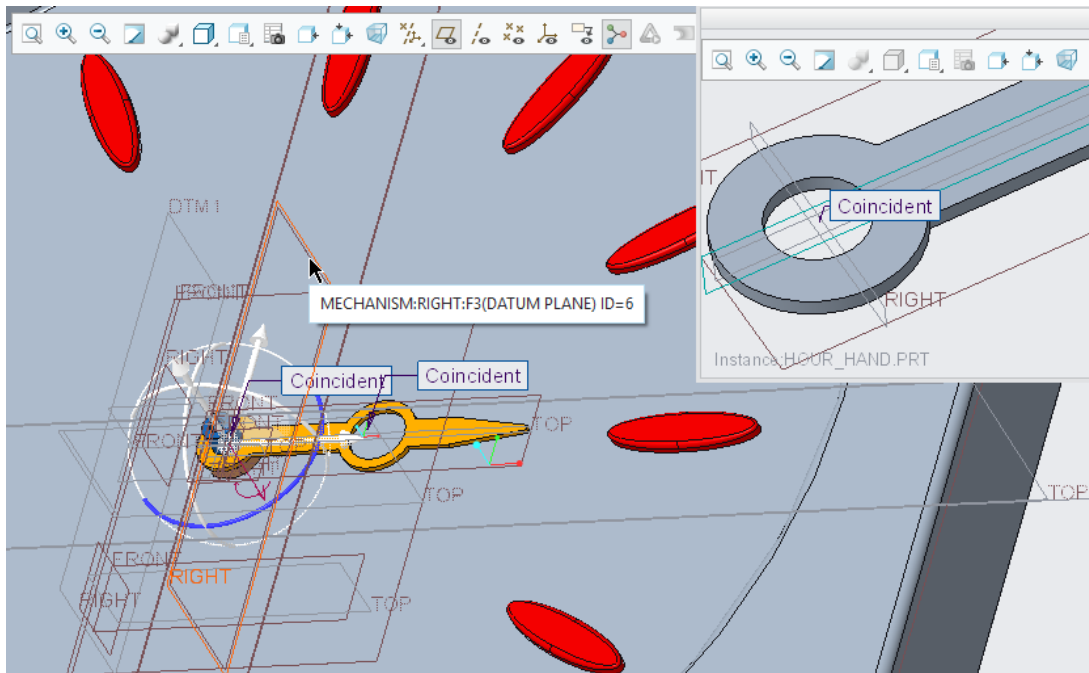 DTM1
RIGHT
Coincident
Coincident
FRONT
TOP
TOP
TOP
FRONT
RIGHT
RIGHT
TOP
MECHANISM:RIGHT:F3(DATUM PLANE) ID=6
Coincident
RIGHT
Instance:HOUR_HAND.PRT